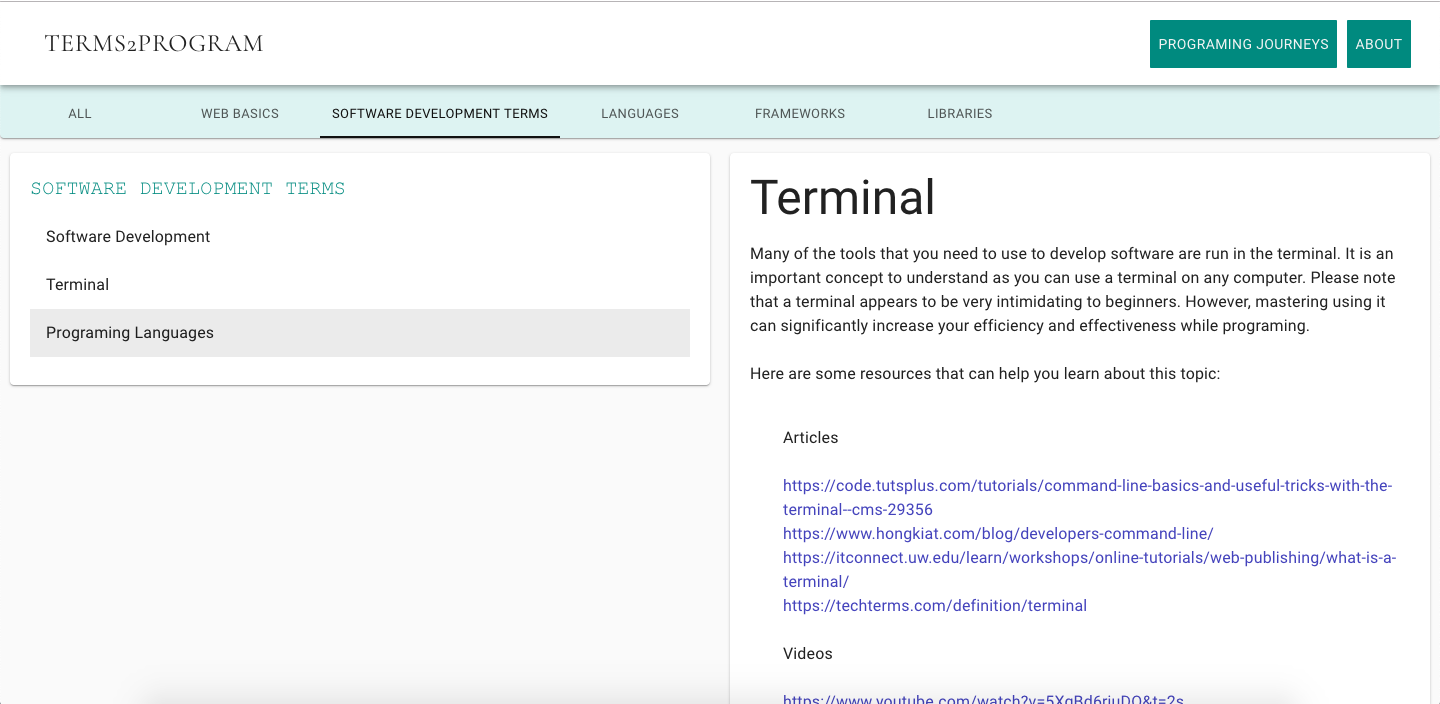 TERMS2PROGRAM
PROGRAMING JOURNEYS
ABOUT
ALL
WEB BASICS
SOFTWARE DEVELOPMENT TERMS
LANGUAGES
FRAMEWORKS
LIBRARIES
SOFTWARE DEVELOPMENT TERMS
Software Development
Terminal
Programing Languages
Terminal
Many of the tools that you need to use to develop software are run in the terminal. It is an
important concept to understand as you can use a terminal on any computer. Please note
that a terminal appears to be very intimidating to beginners. However, mastering using it
can significantly increase your efficiency and effectiveness while programing.
Here are some resources that can help you learn about this topic:
Articles
https://code.tutsplus.com/tutorials/command-line-basics-and-useful-tricks-with-the-
terminal--cms-29356
https://www.hongkiat.com/blog/developers-command-line/
https://itconnect.uw.edu/learn/workshops/online-tutorials/web-publishing/what-is-a-
terminal/
https://techterms.com/definition/terminal
Videos